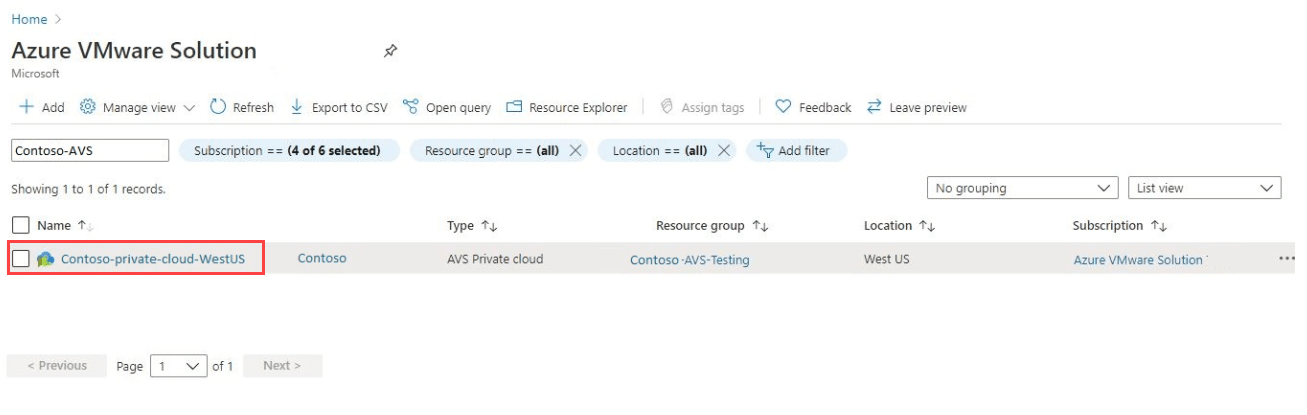 Home >
Azure VMware Solution
Microsoft
Add Manage view Refresh Export to CSV Open query Resource Explorer Assign tags Feedback Leave preview
Contoso-AVS Subscription == (4 of 6 selected) Resource group == (all) Location == (all) Add filter
Showing 1 to 1 of 1 records. No grouping List view
Name Type Resource group Location Subscription
Contoso-private-cloud-WestUS Contoso AVS Private cloud Contoso -AVS-Testing West US Azure VMware Solution
< Previous Page 1 of 1 Next >